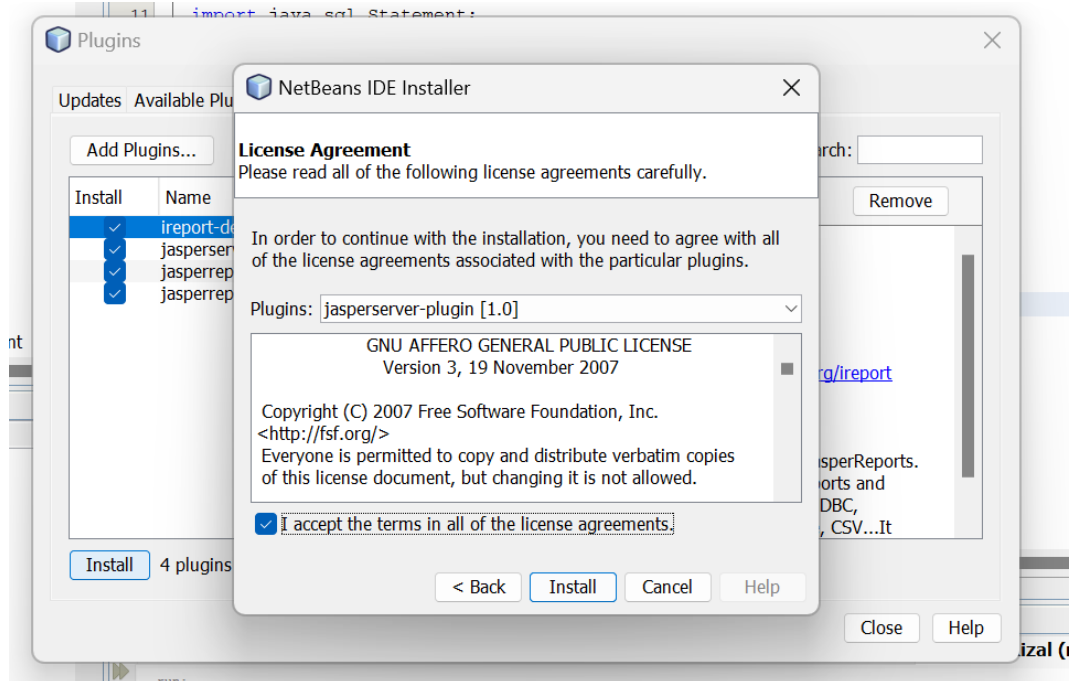 11 import java.sql.Statement;
Plugins
NetBeans IDE Installer
Updates Available Plu
License Agreement
Please read all of the following license agreements carefully.
Add Plugins...
arch:
Install Name
Remove
ireport-de
jasperserv
jasperrep
jasperrep
In order to continue with the installation, you need to agree with all
of the license agreements associated with the particular plugins.
Plugins: jasperserver-plugin [1.0]
GNU AFFERO GENERAL PUBLIC LICENSE
Version 3, 19 November 2007
Copyright (C) 2007 Free Software Foundation, Inc.
<http://fsf.org/>
Everyone is permitted to copy and distribute verbatim copies
of this license document, but changing it is not allowed.
nt
rg/ireport
asperReports.
orts and
DBC,
, CSV...It
I accept the terms in all of the license agreements.
Install 4 plugins
< Back Install Cancel Help
Close Help
izal (